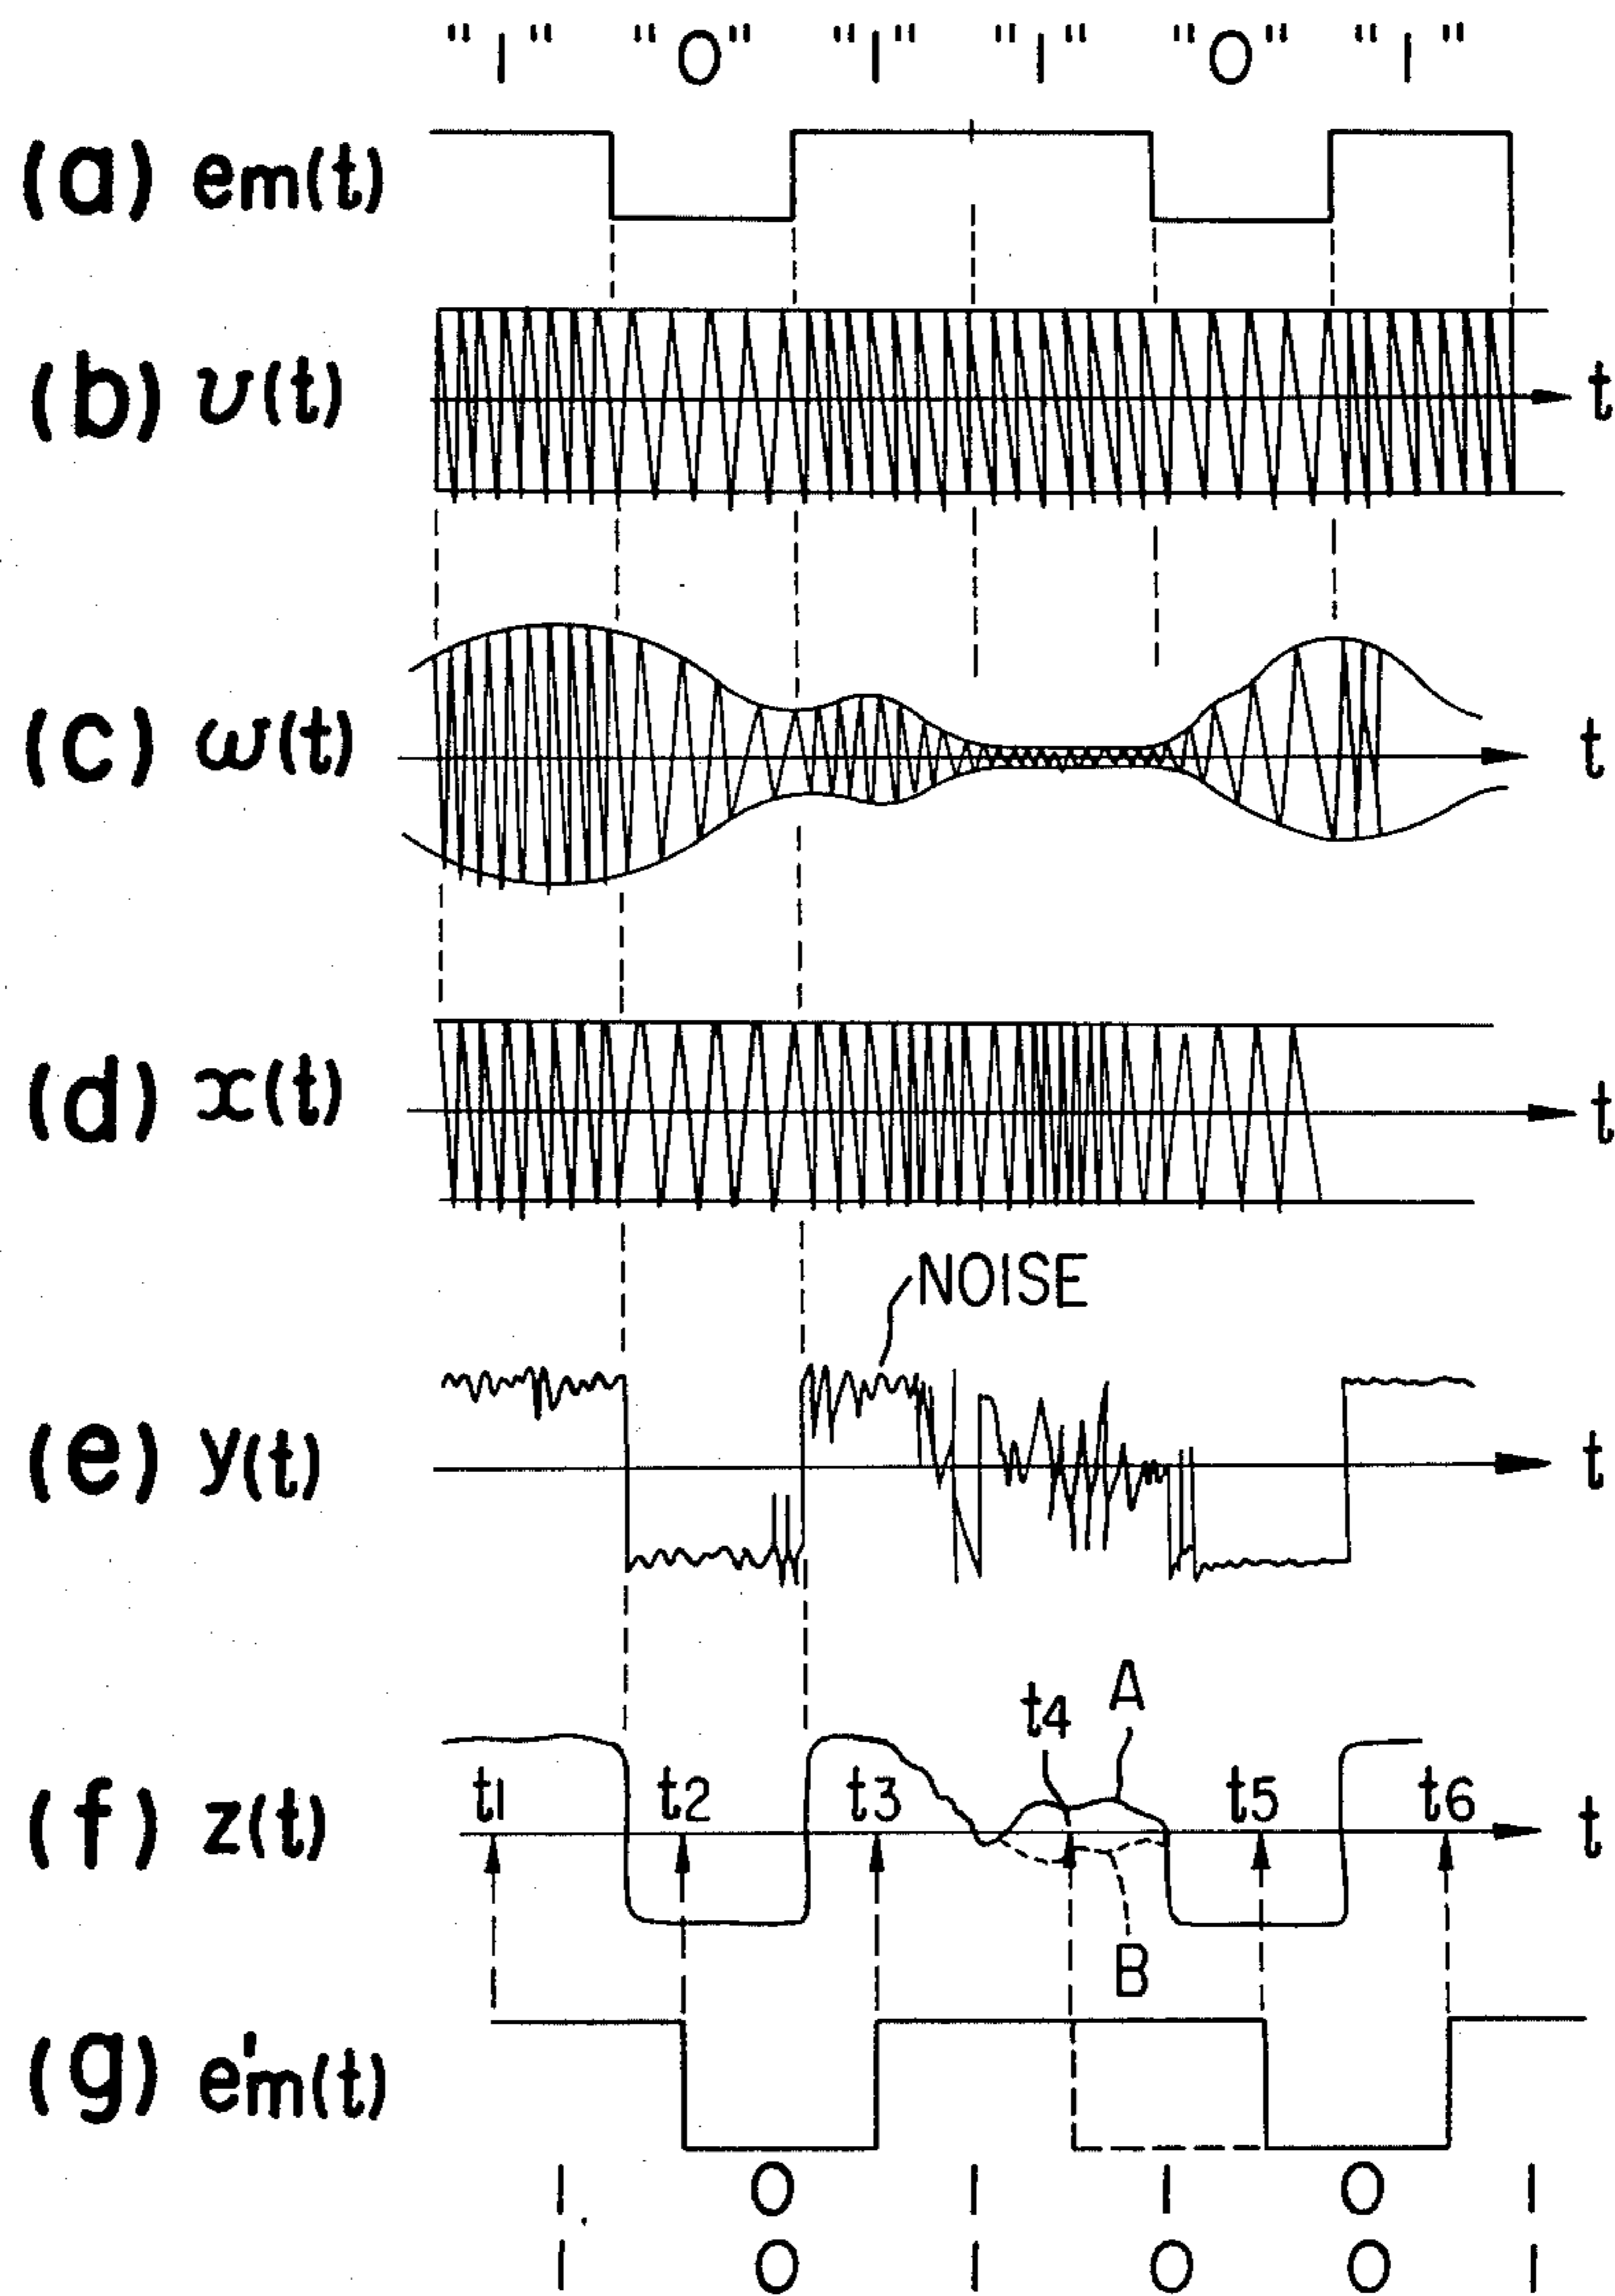 "1" "0" "1" "1" "0" "1"
(a) em(t)
(b) v(t) t
(c) ω(t) t
(d) x(t) t
NOISE
(e) y(t) t
t4 A
(f) z(t) t1 t2 t3 t5 t6 t
B
(g) e'm(t)
1 0 1 1 0 1
1 0 1 0 0 1